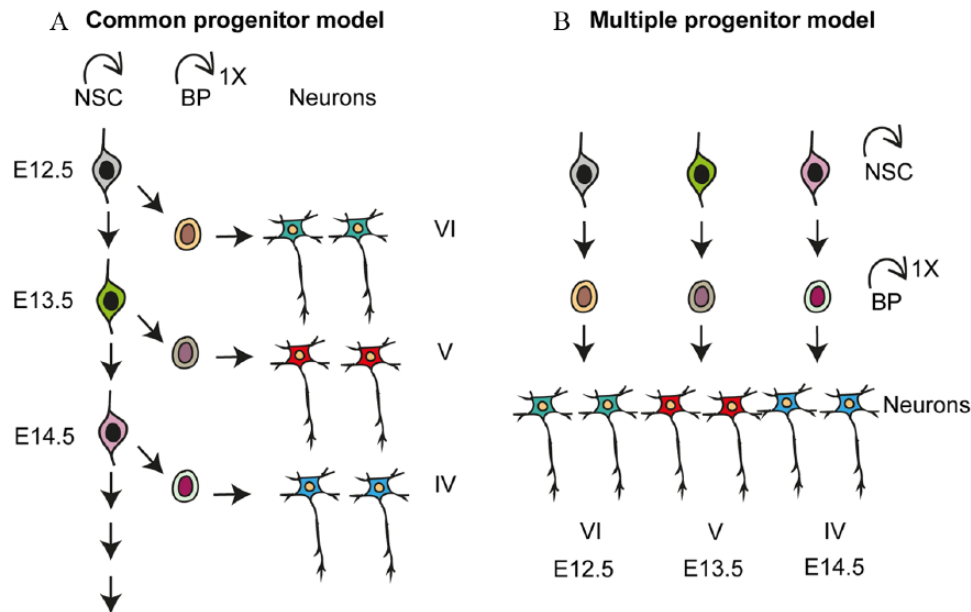 A Common progenitor model
NSC
BP
1X
Neurons
E12.5
VI
E13.5
V
E14.5
IV
B Multiple progenitor model
NSC
1X
BP
Neurons
VI V IV
E12.5 E13.5 E14.5